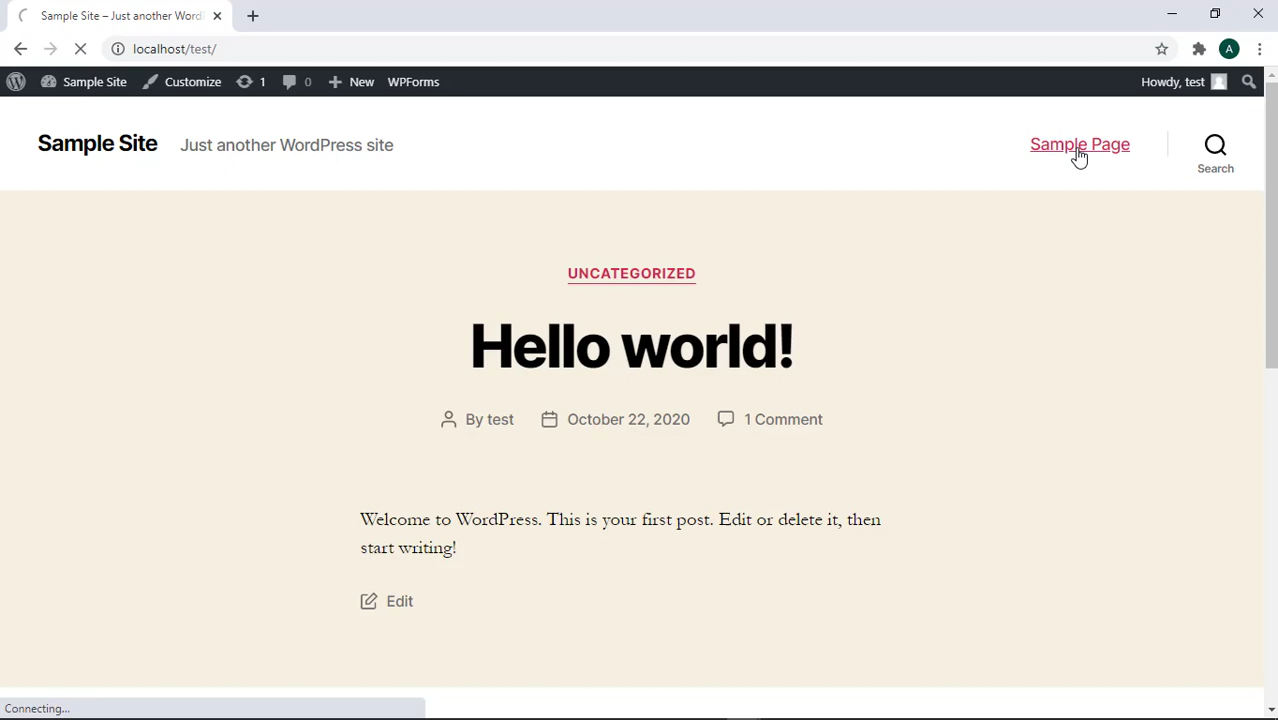 Sample Site – Just another Word
localhost/test/
A
Sample Site Customize 1 0 New WPForms Howdy, test
Sample Site Just another WordPress site Sample Page
Search
UNCATEGORIZED
Hello world!
By test October 22, 2020 1 Comment
Welcome to WordPress. This is your first post. Edit or delete it, then
start writing!
Edit
Connecting...